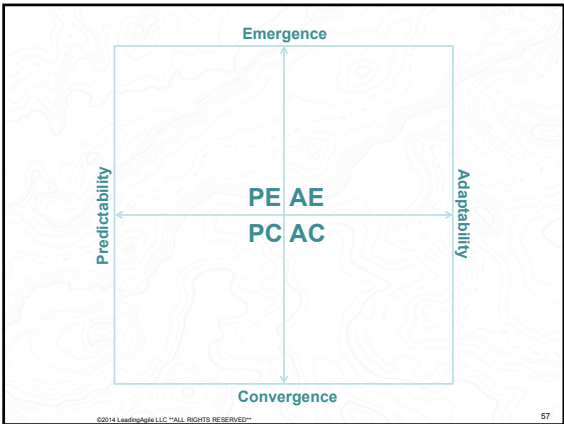 Emergence
Predictability
PE AE
PC AC
Adaptability
Convergence
©2014 LeadingAgile LLC **ALL RIGHTS RESERVED**
57